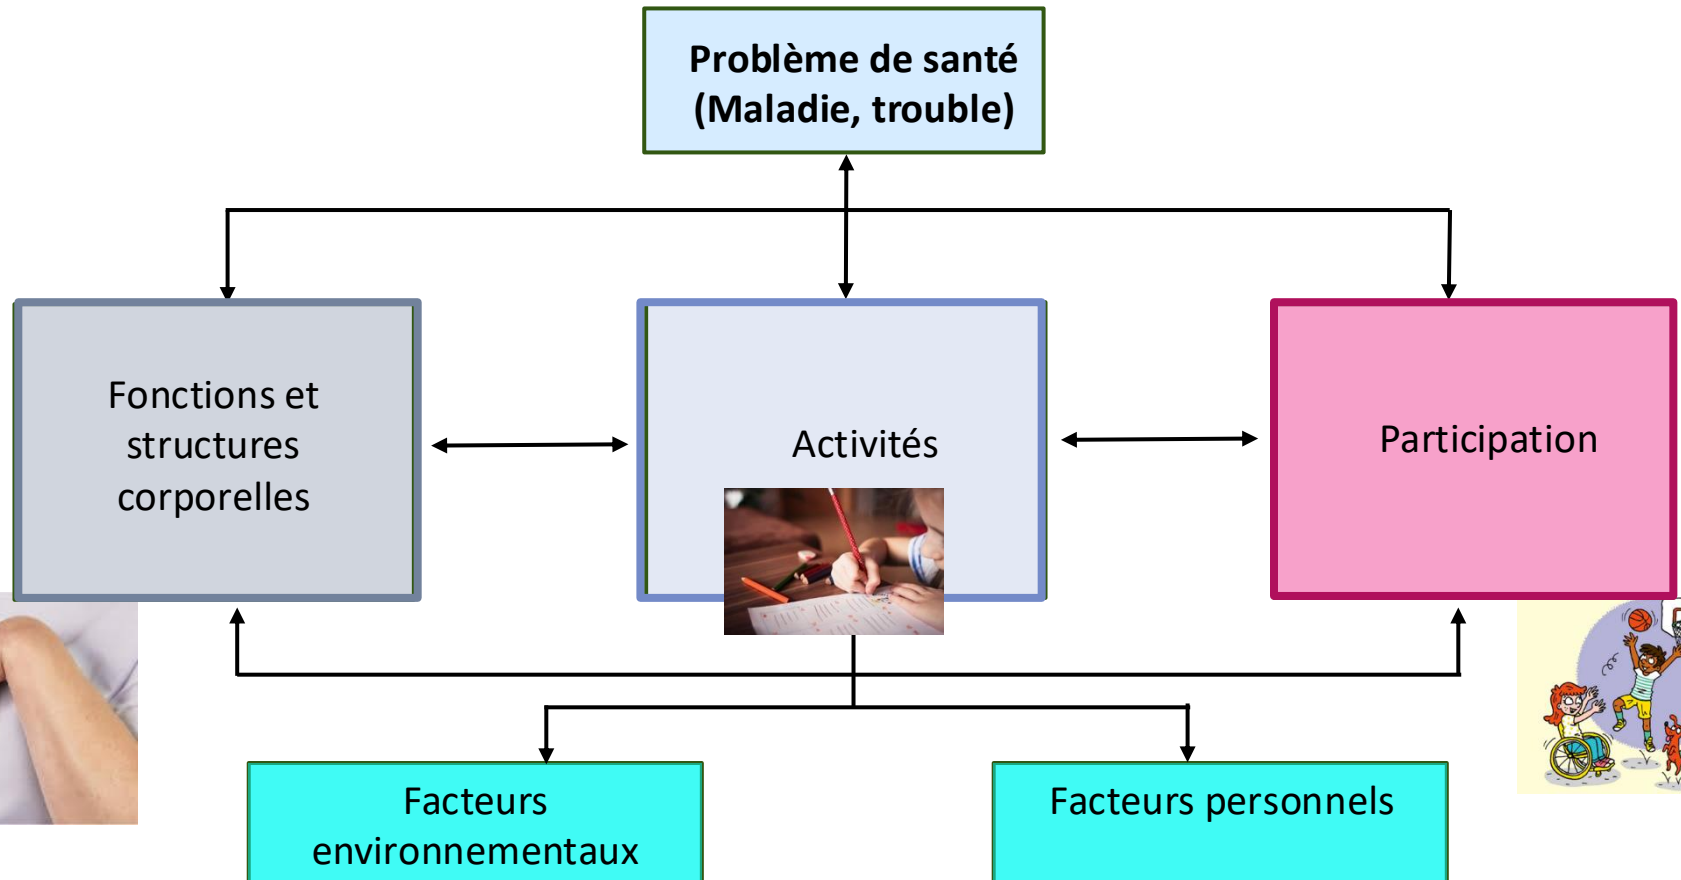 Problème de santé
(Maladie, trouble)
Fonctions et
structures
corporelles
Activités
Participation
Facteurs
environnementaux
Facteurs personnels